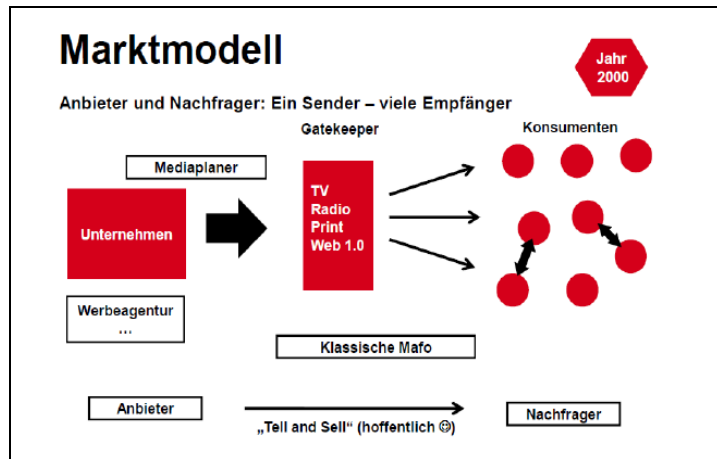 Marktmodell
Jahr
2000
Anbieter und Nachfrager: Ein Sender – viele Empfänger
Gatekeeper
Konsumenten
Mediaplaner
Unternehmen
TV
Radio
Print
Web 1.0
Werbeagentur
...
Klassische Mafo
Anbieter
„Tell and Sell“ (hoffentlich ☺)
Nachfrager